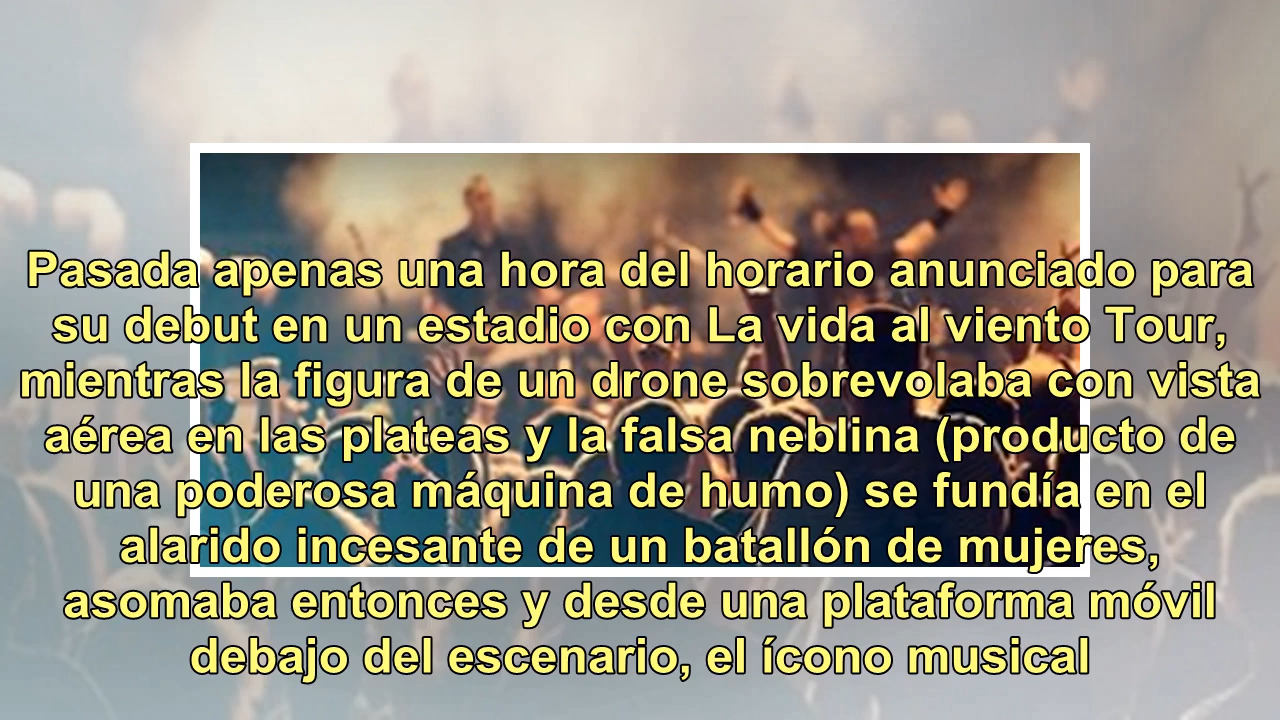 Pasada apenas una hora del horario anunciado para
su debut en un estadio con La vida al viento Tour,
mientras la figura de un drone sobrevolaba con vista
aérea en las plateas y la falsa neblina (producto de
una poderosa máquina de humo) se fundía en el
alarido incesante de un batallón de mujeres,
asomaba entonces y desde una plataforma móvil
debajo del escenario, el ícono musical